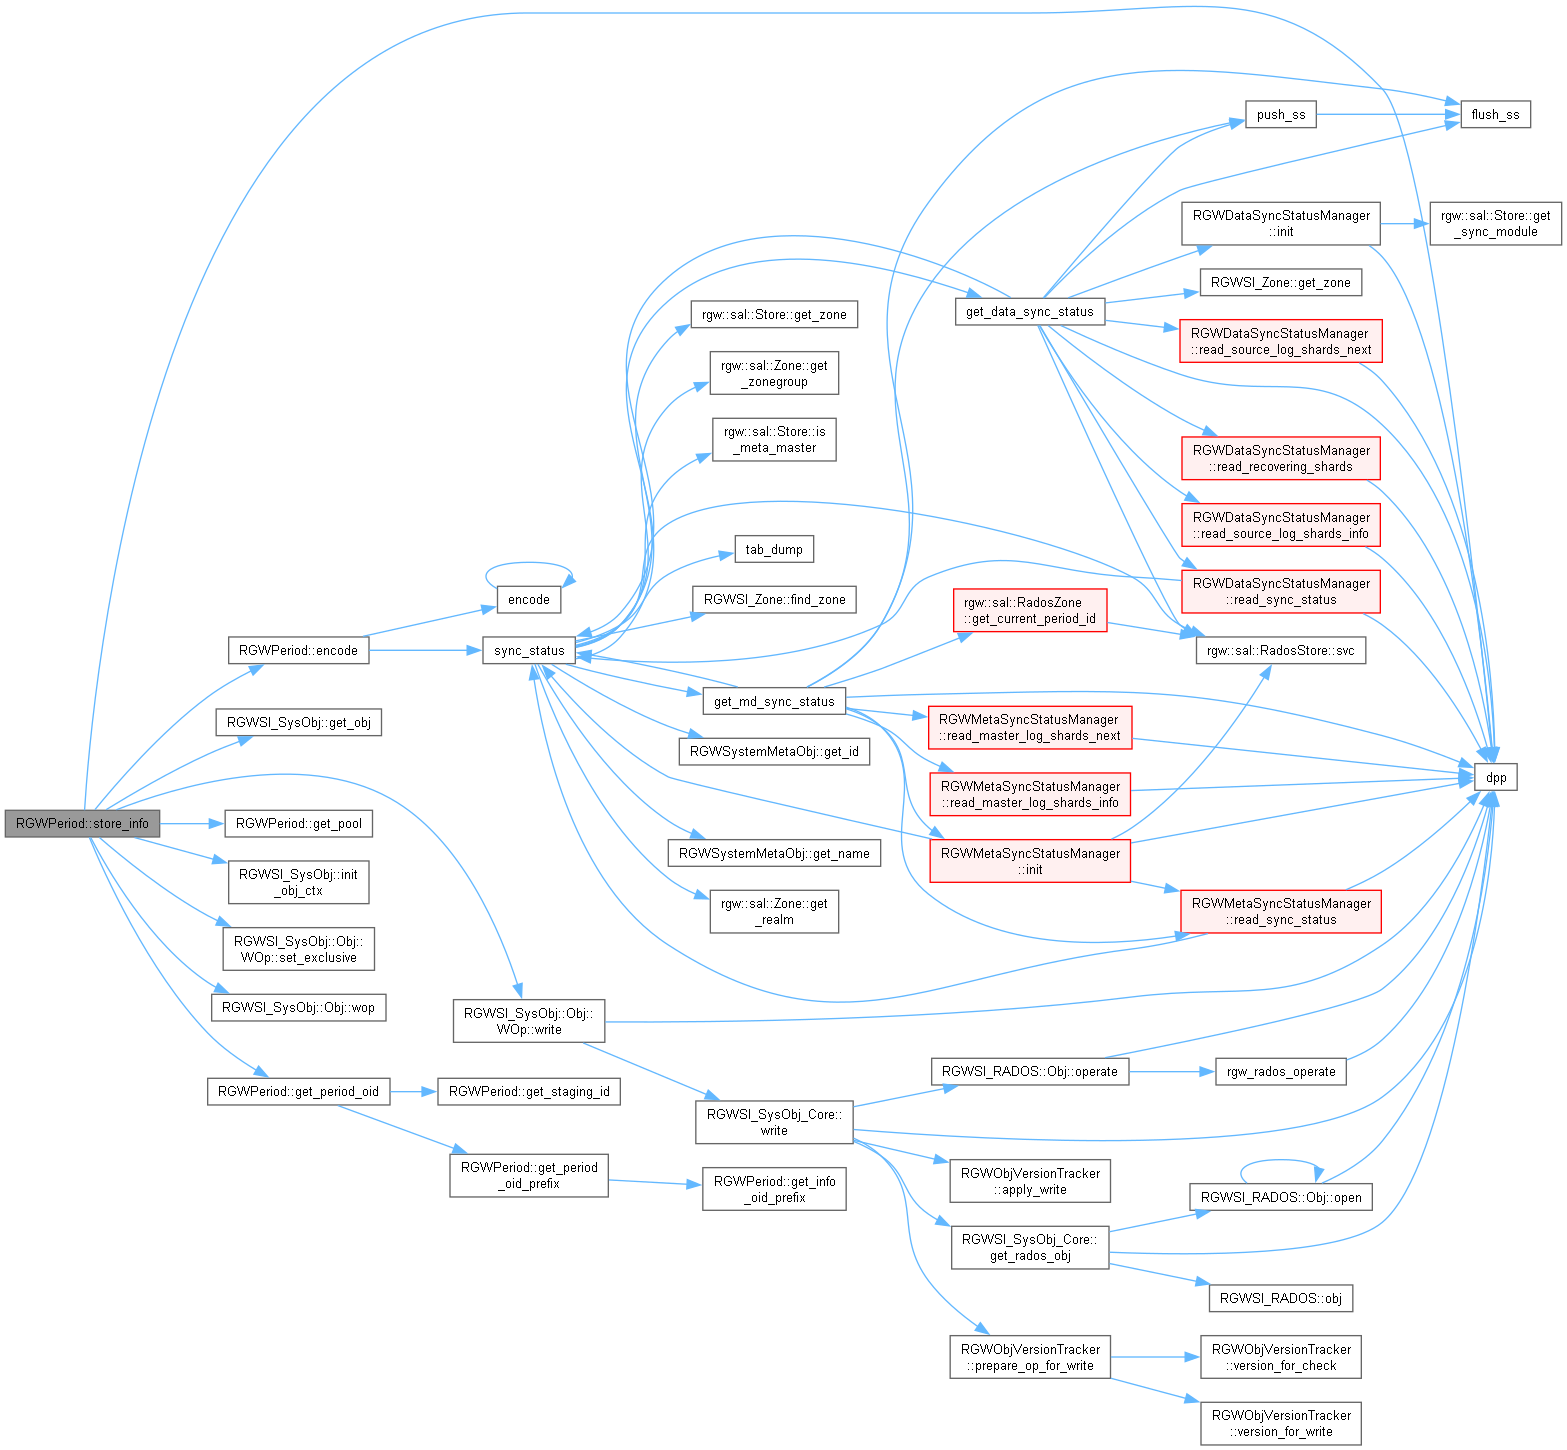 push_ss
flush_ss
RGWDataSyncStatusManager
::init
rgw::sal::Store::get
_sync_module
RGWSI_Zone::get_zone
rgw::sal::Store::get_zone
get_data_sync_status
RGWDataSyncStatusManager
::read_source_log_shards_next
rgw::sal::Zone::get
_zonegroup
rgw::sal::Store::is
_meta_master
RGWDataSyncStatusManager
::read_recovering_shards
RGWDataSyncStatusManager
::read_source_log_shards_info
tab_dump
RGWDataSyncStatusManager
::read_sync_status
encode
RGWSI_Zone::find_zone
rgw::sal::RadosZone
::get_current_period_id
RGWPeriod::encode
sync_status
rgw::sal::RadosStore::svc
get_md_sync_status
RGWSI_SysObj::get_obj
RGWMetaSyncStatusManager
::read_master_log_shards_next
RGWSystemMetaObj::get_id
dpp
RGWMetaSyncStatusManager
::read_master_log_shards_info
RGWPeriod::store_info
RGWPeriod::get_pool
RGWSystemMetaObj::get_name
RGWMetaSyncStatusManager
::init
RGWSI_SysObj::init
_obj_ctx
rgw::sal::Zone::get
_realm
RGWMetaSyncStatusManager
::read_sync_status
RGWSI_SysObj::Obj::
WOp::set_exclusive
RGWSI_SysObj::Obj::wop
RGWSI_SysObj::Obj::
WOp::write
RGWSI_RADOS::Obj::operate
rgw_rados_operate
RGWPeriod::get_period_oid
RGWPeriod::get_staging_id
RGWSI_SysObj_Core::
write
RGWPeriod::get_period
_oid_prefix
RGWPeriod::get_info
_oid_prefix
RGWObjVersionTracker
::apply_write
RGWSI_RADOS::Obj::open
RGWSI_SysObj_Core::
get_rados_obj
RGWSI_RADOS::obj
RGWObjVersionTracker
::prepare_op_for_write
RGWObjVersionTracker
::version_for_check
RGWObjVersionTracker
::version_for_write